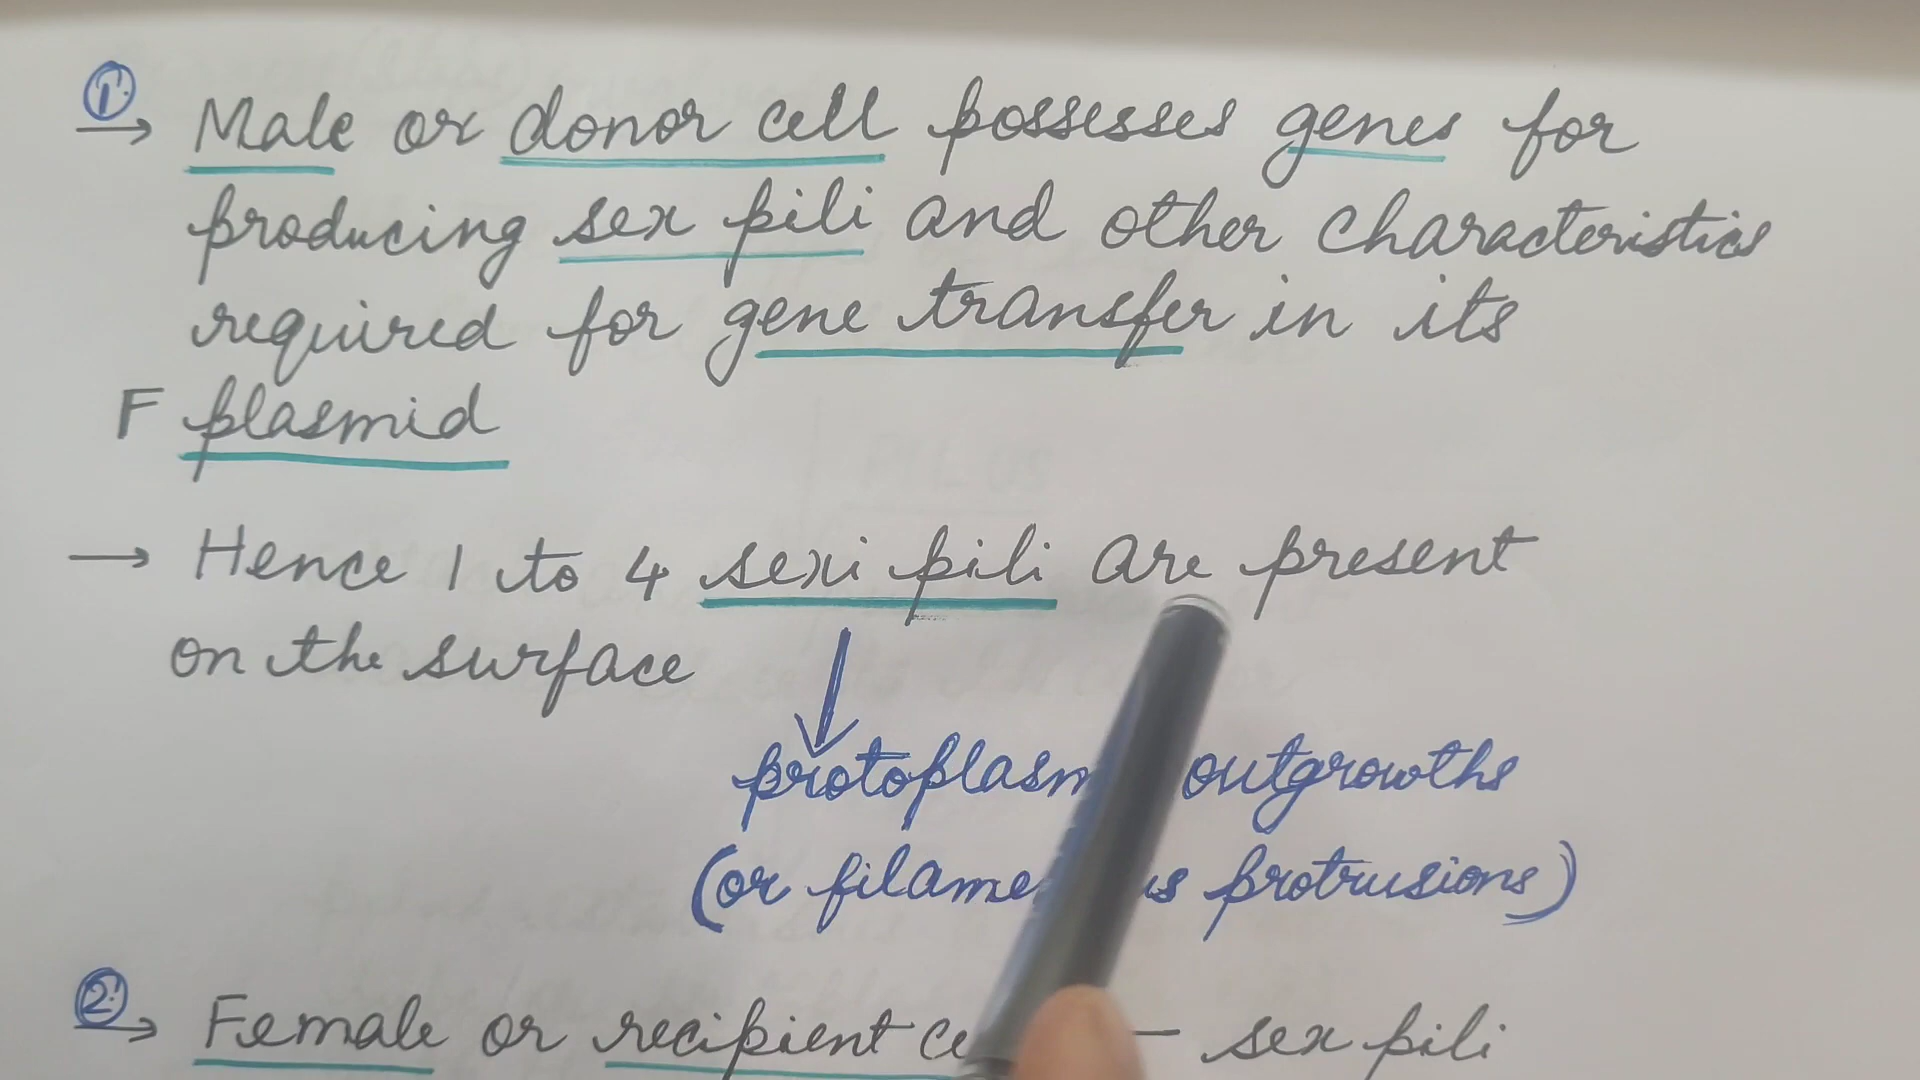 1.
→ Male or donor cell possesses genes for
producing sex pili and other characteristics
required for gene transfer in its
F plasmid
→ Hence 1 to 4 sexi pili are present
on the surface
↓
protoplasm outgrowths
(or filame s protrusions)
2.
→ Female or recipient ce — sex pili